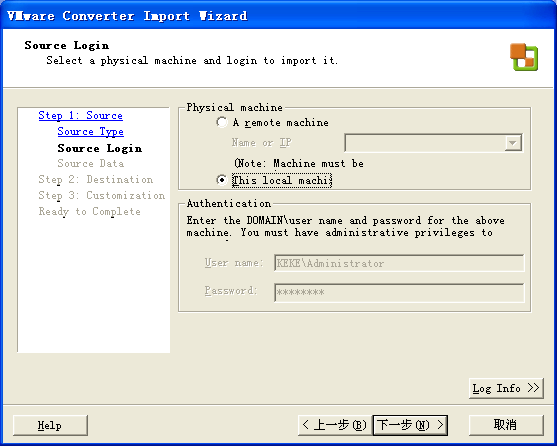 VMware Converter Import Wizard
Source Login
Select a physical machine and login to import it.
Step 1: Source
Source Type
Source Login
Source Data
Step 2: Destination
Step 3: Customization
Ready to Complete
Physical machine
A remote machine
Name or IP
(Note: Machine must be
This local machi
Authentication
Enter the DOMAIN\user name and password for the above
machine. You must have administrative privileges to
User name: KEKE\Administrator
Password: ********
Log Info >>
Help
< 上一步(B)
下一步(N) >
取消